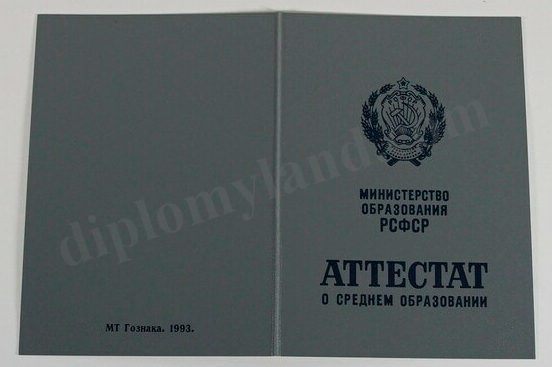 МИНИСТЕРСТВО
ОБРАЗОВАНИЯ
РСФСР
АТТЕСТАТ
О СРЕДНЕМ ОБРАЗОВАНИИ
МТ Гознака. 1993.
diplomyland.com